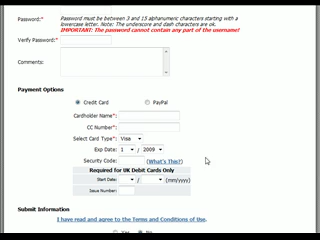 Password:* Password must be between 3 and 15 alphanumeric characters starting with a
lowercase letter. Note: The underscore and dash characters are ok.
IMPORTANT: The password cannot contain any part of the username!
Verify Password:*
Comments:
Payment Options
Credit Card PayPal
Cardholder Name*:
CC Number*:
Select Card Type*: Visa
Exp Date: 1 / 2009
Security Code: (What's This?)
Required for UK Debit Cards Only
Start Date: / (mm/yyyy)
Issue Number:
Submit Information
I have read and agree to the Terms and Conditions of Use.
Yes No